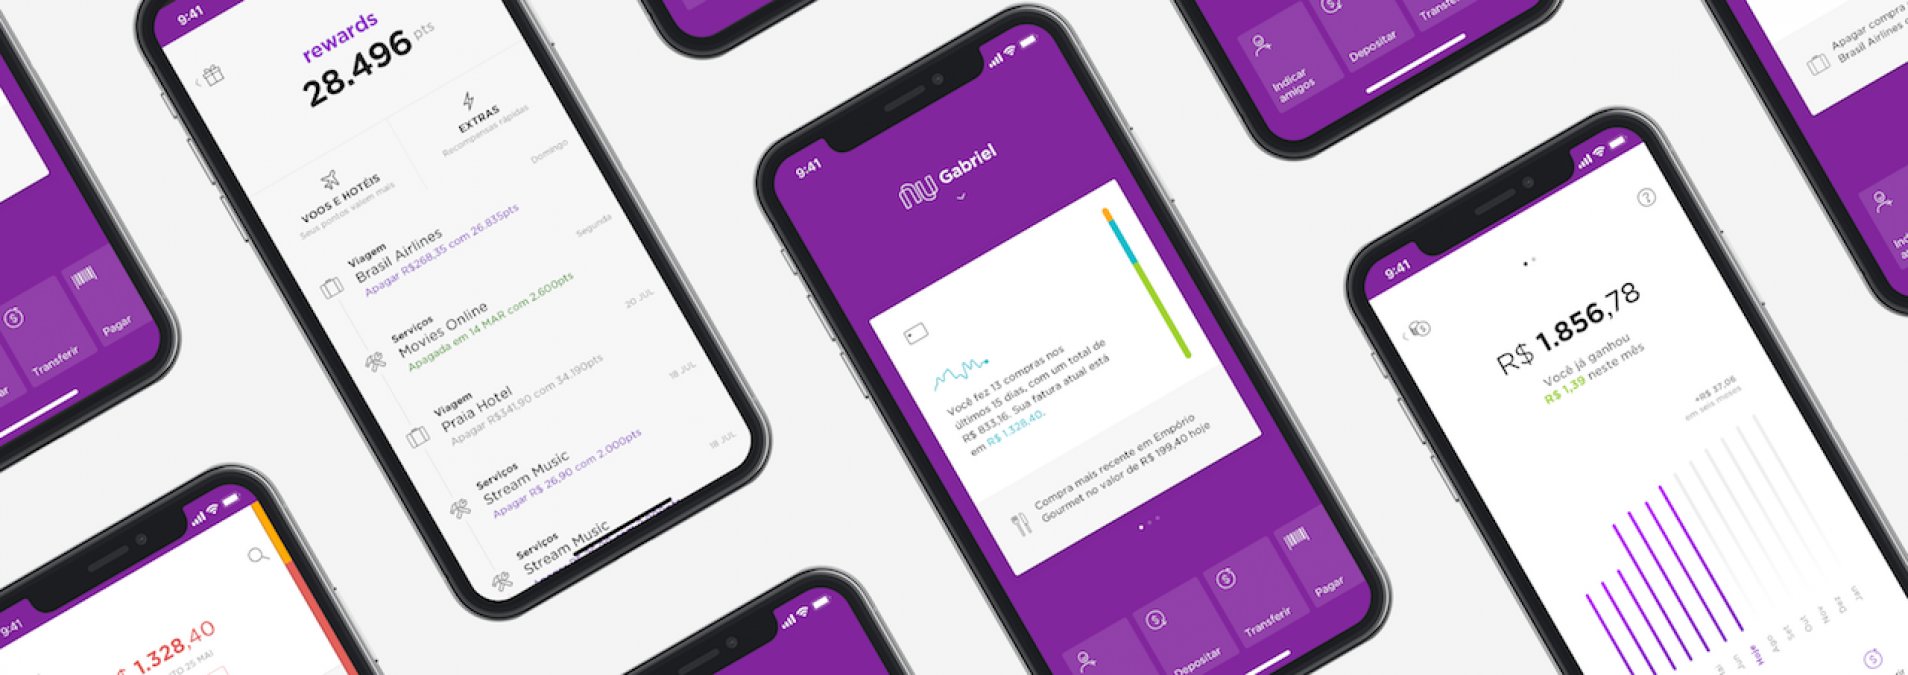 Transferir
Pagar
9:41
rewards
28.496 pts
VOOS E HOTÉIS
Seus pontos valem mais
EXTRAS
Recompensas rápidas
Domingo
Viagem
Brasil Airlines
Apagar R$268,35 com 26.835pts
Segunda
Serviços
Movies Online
Apagada em 14 MAR com 2.600pts
20 JUL
Viagem
Praia Hotel
Apagar R$341,90 com 34.190pts
18 JUL
Serviços
Stream Music
Apagar R$ 26,90 com 2.000pts
18 JUL
Serviços
Stream Music
9:41
1.328,40
25 MAI
9:41
nu Gabriel
Você fez 13 compras nos
últimos 15 dias, com um total de
R$ 833,16. Sua fatura atual está
em R$ 1.328,40.
Compra mais recente em Empório
Gourmet no valor de R$ 199,40 hoje
Depositar
Transferir
Pagar
Indicar
amigos
Depositar
9:41
R$ 1.856,78
Você já ganhou
R$ 1,39 neste mês
+R$ 37,06
em seis meses
Jun
Hoje
Ago
Set
Out
Nov
Dez
Jan
Apagar compra
Brasil Airlines